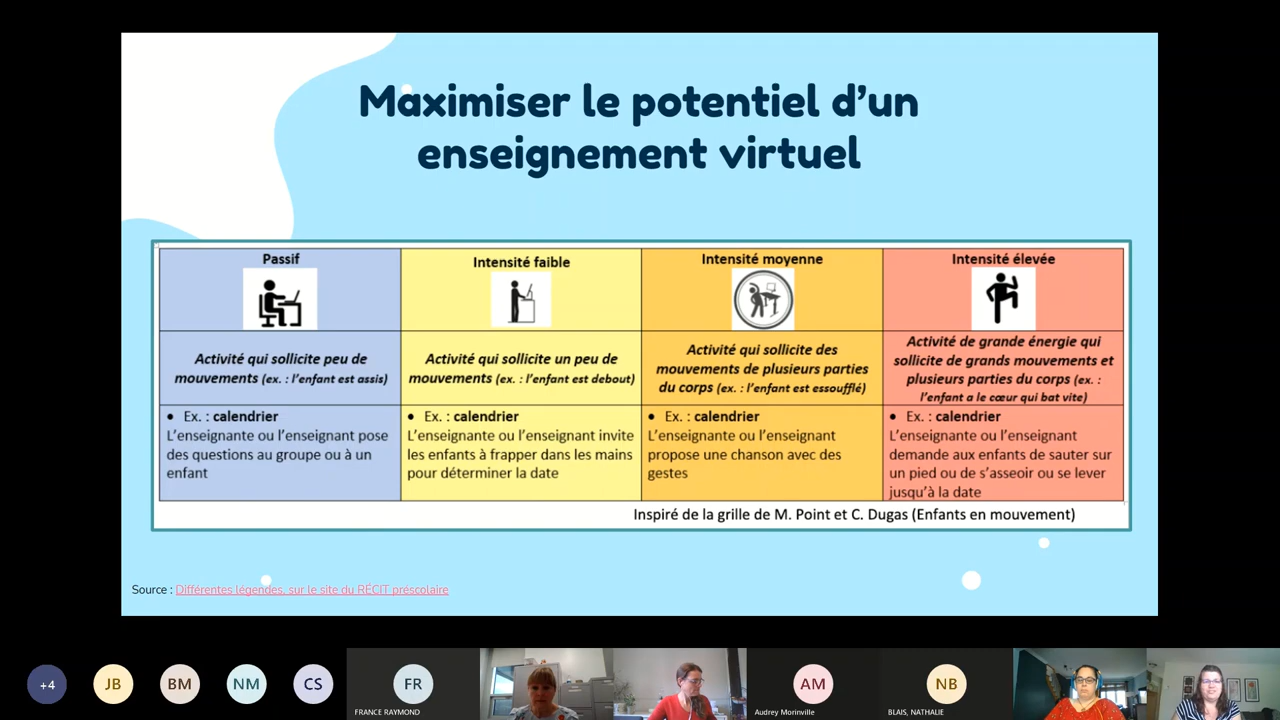 Maximiser le potentiel d’un
enseignement virtuel
Passif
Intensité faible
Intensité moyenne
Intensité élevée
Activité qui sollicite peu de
mouvements (ex. : l’enfant est assis)
Activité qui sollicite un peu de
mouvements (ex. : l’enfant est debout)
Activité qui sollicite des
mouvements de plusieurs parties
du corps (ex. : l’enfant est essoufflé)
Activité de grande énergie qui
sollicite de grands mouvements et
plusieurs parties du corps (ex. :
l’enfant a le cœur qui bat vite)
• Ex. : calendrier
L’enseignante ou l’enseignant pose
des questions au groupe ou à un
enfant
• Ex. : calendrier
L’enseignante ou l’enseignant invite
les enfants à frapper dans les mains
pour déterminer la date
• Ex. : calendrier
L’enseignante ou l’enseignant
propose une chanson avec des
gestes
• Ex. : calendrier
L’enseignante ou l’enseignant
demande aux enfants de sauter sur
un pied ou de s’asseoir ou se lever
jusqu’à la date
Inspiré de la grille de M. Point et C. Dugas (Enfants en mouvement)
Source : Différentes légendes, sur le site du RÉCIT préscolaire
+4
JB
BM
NM
CS
FR
FRANCE RAYMOND
AM
Audrey Morinville
NB
BLAIS, NATHALIE